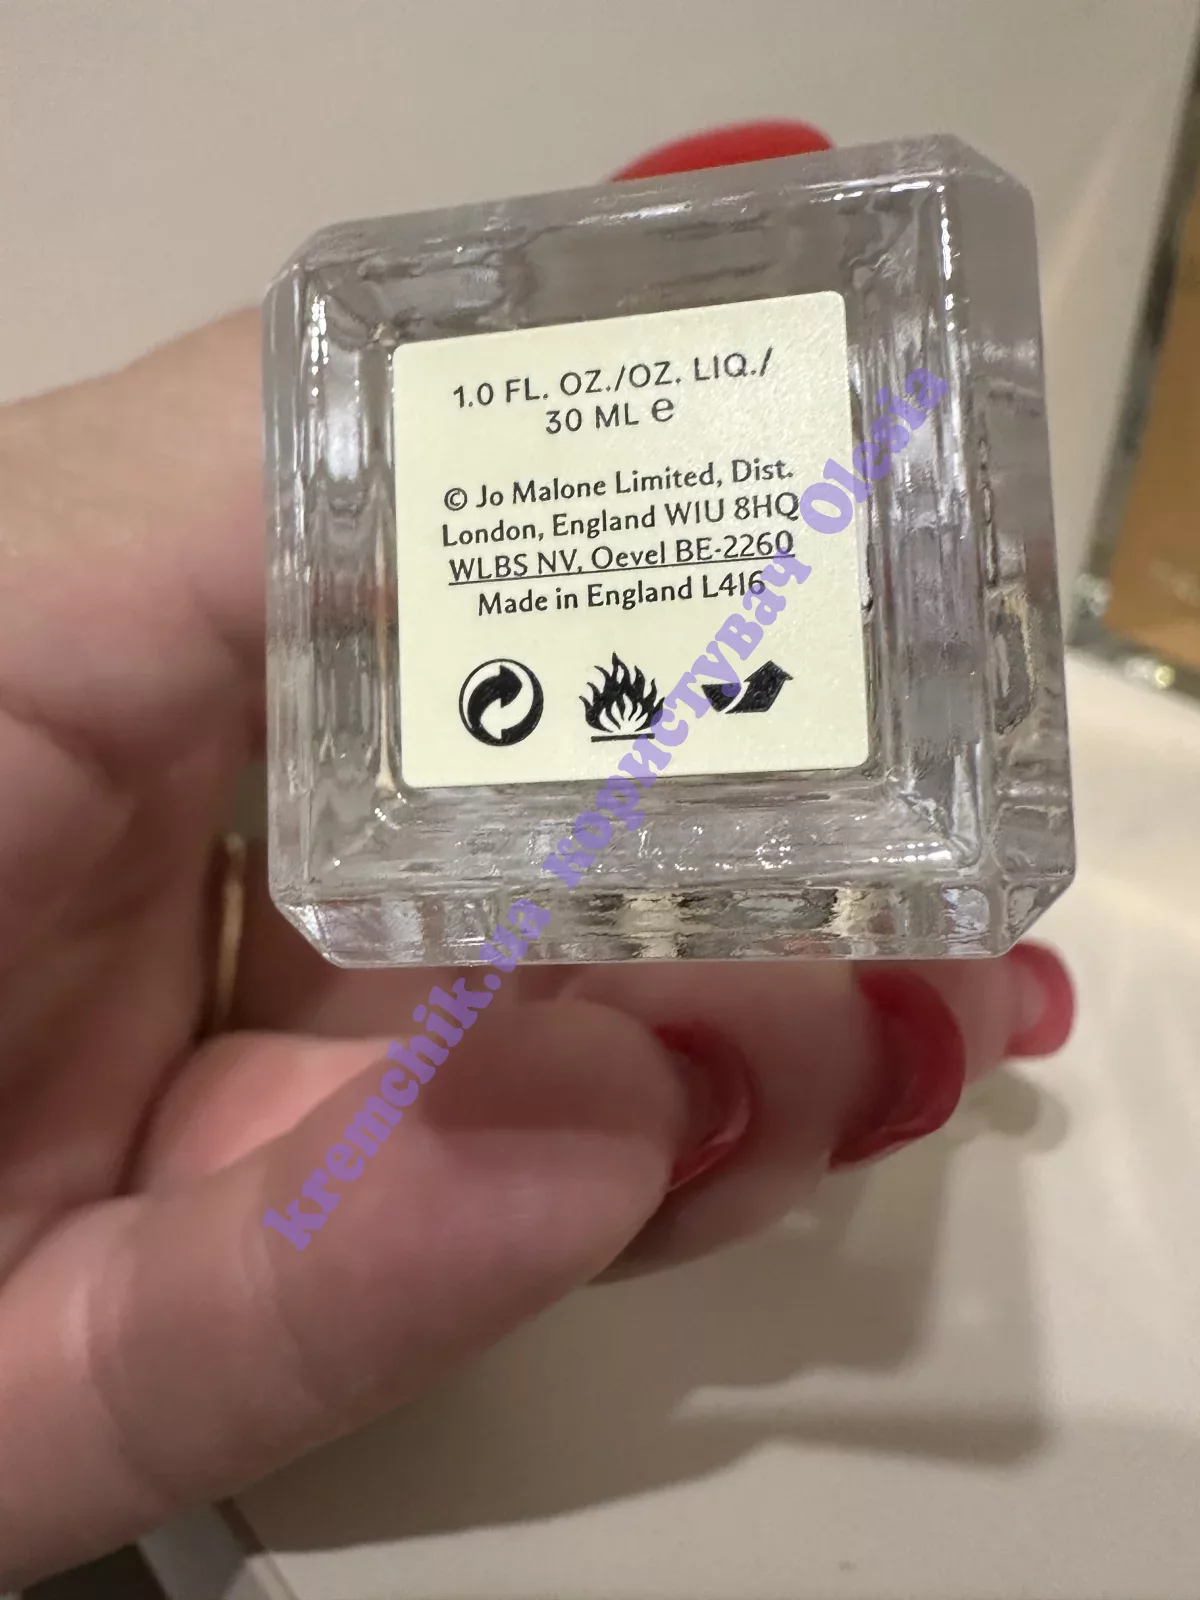 1.0 FL. OZ./OZ. LIQ./
30 ML ℮
© Jo Malone Limited, Dist.
London, England W1U 8HQ
WLBS NV, Oevel BE-2260
Made in England L416
kremchik.ua користувач Olesia